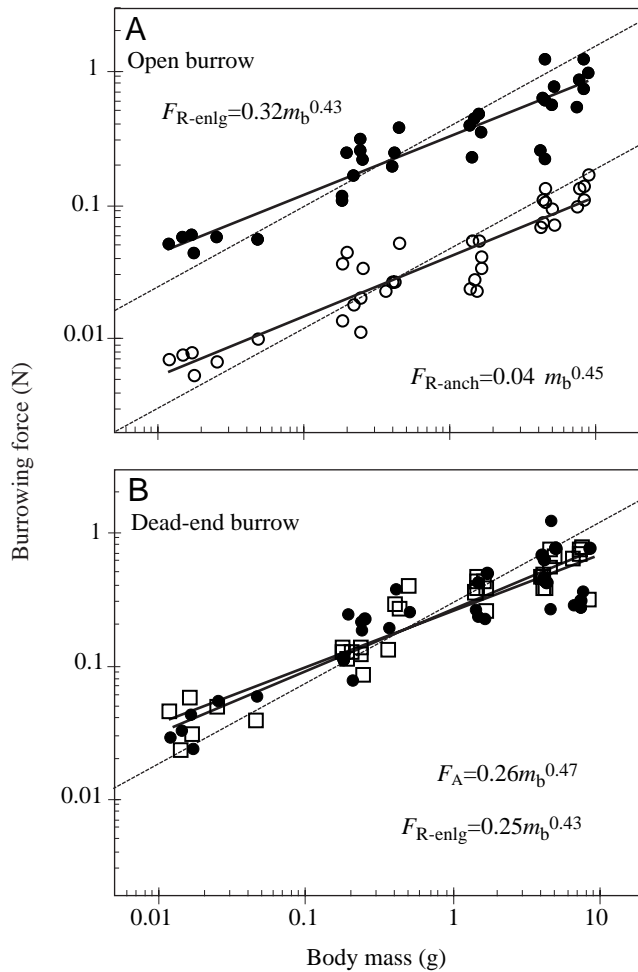 A
Open burrow
1
F_R-enlg=0.32m_b^0.43
0.1
0.01
F_R-anch=0.04 m_b^0.45
Burrowing force (N)
B
Dead-end burrow
1
0.1
0.01
F_A=0.26m_b^0.47
F_R-enlg=0.25m_b^0.43
0.01 0.1 1 10
Body mass (g)